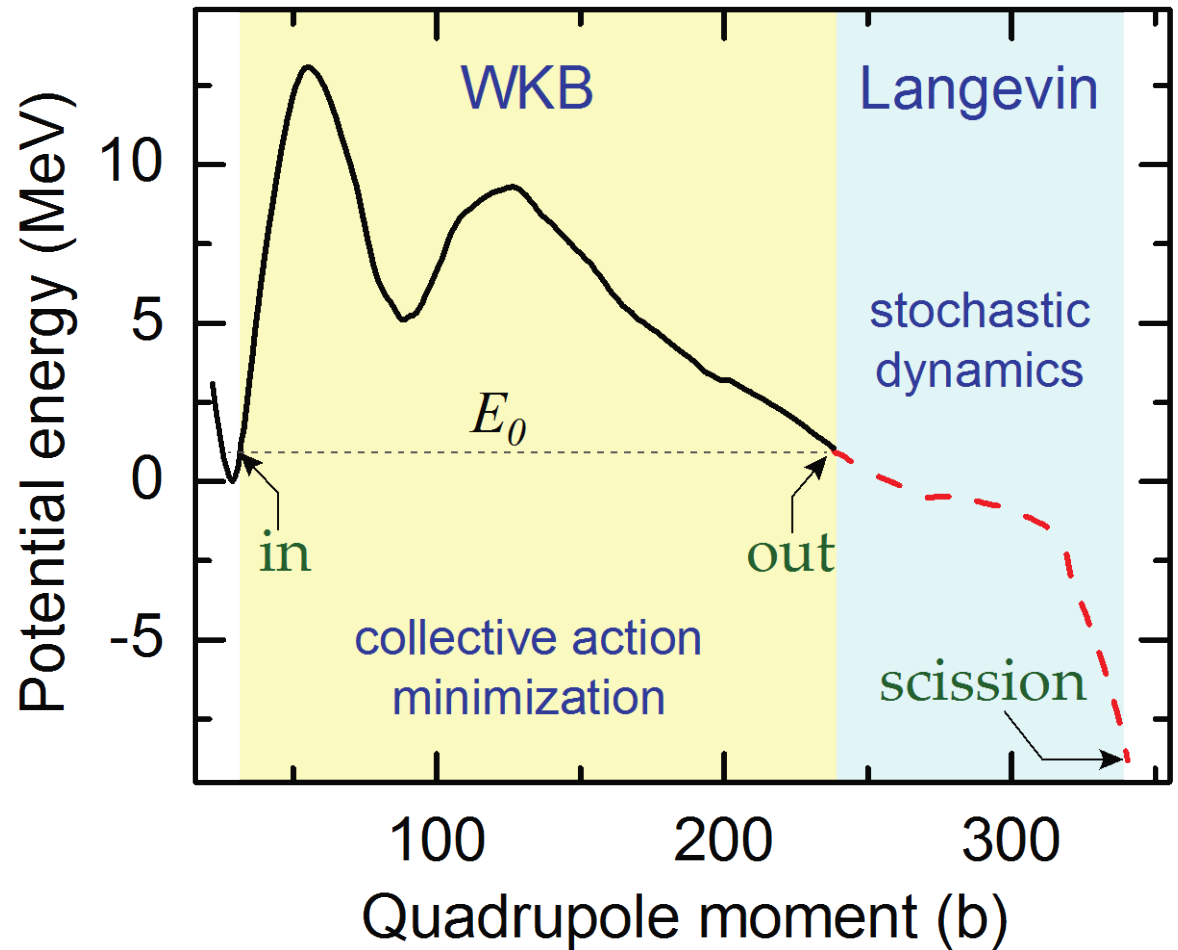 WKB
Langevin
Potential energy (MeV)
10
5
0
-5
stochastic
dynamics
E0
in
out
collective action
minimization
scission
100
200
300
Quadrupole moment (b)